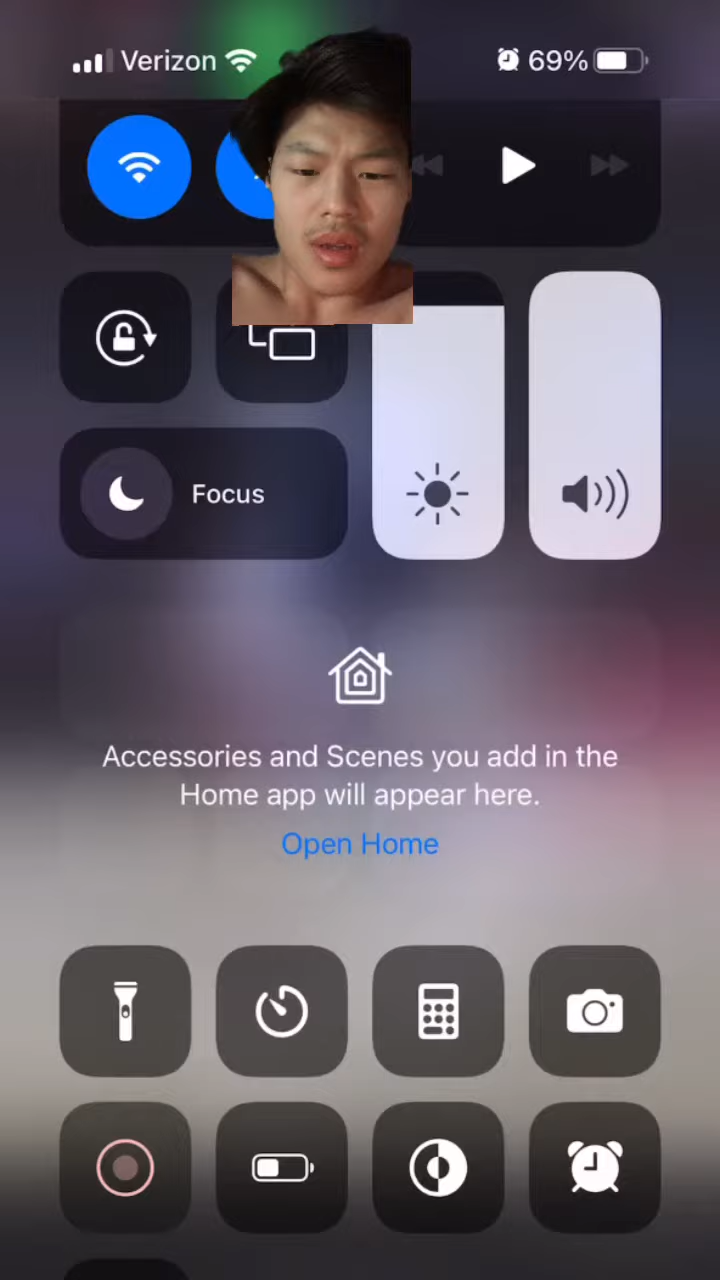 Verizon
69%
Focus
Accessories and Scenes you add in the
Home app will appear here.
Open Home